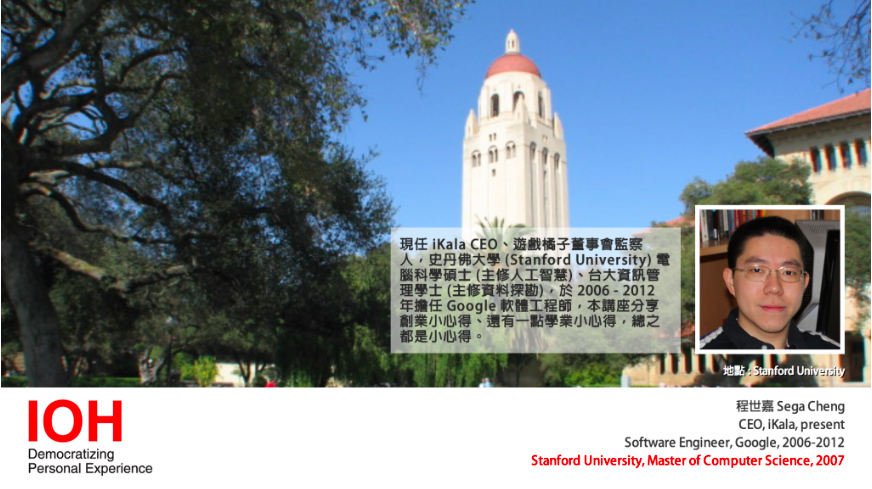 現任 iKala CEO、遊戲橘子董事會監察
人，史丹佛大學 (Stanford University) 電
腦科學碩士 (主修人工智慧)、台大資訊管
理學士 (主修資料探勘)，於 2006 - 2012
年擔任 Google 軟體工程師，本講座分享
創業小心得、還有一點學業小心得，總之
都是小心得。
地點 : Stanford University
IOH
Democratizing
Personal Experience
程世嘉 Sega Cheng
CEO, iKala, present
Software Engineer, Google, 2006-2012
Stanford University, Master of Computer Science, 2007